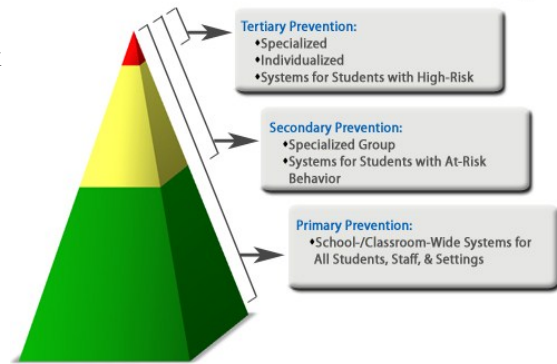 Tertiary Prevention:
♦Specialized
♦Individualized
♦Systems for Students with High-Risk
Secondary Prevention:
♦Specialized Group
♦Systems for Students with At-Risk
Behavior
Primary Prevention:
♦School-/Classroom-Wide Systems for
All Students, Staff, & Settings